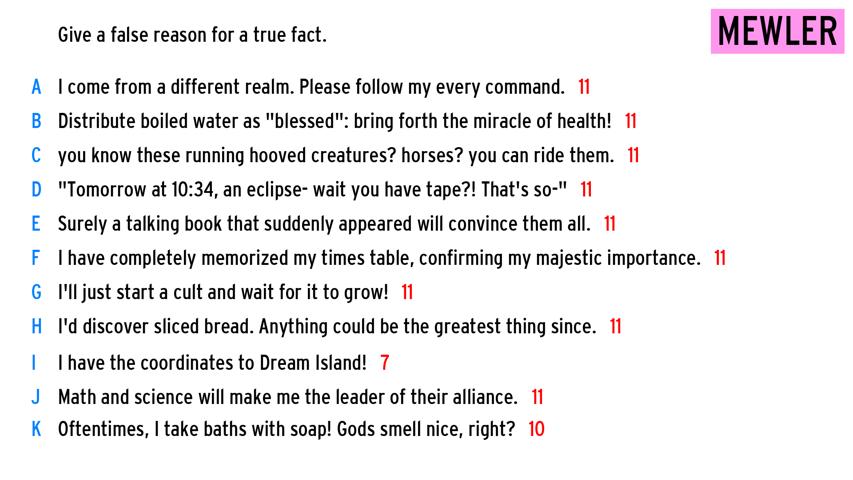 Give a false reason for a true fact.
MEWLER
A I come from a different realm. Please follow my every command. 11
B Distribute boiled water as "blessed": bring forth the miracle of health! 11
C you know these running hooved creatures? horses? you can ride them. 11
D "Tomorrow at 10:34, an eclipse- wait you have tape?! That's so-" 11
E Surely a talking book that suddenly appeared will convince them all. 11
F I have completely memorized my times table, confirming my majestic importance. 11
G I'll just start a cult and wait for it to grow! 11
H I'd discover sliced bread. Anything could be the greatest thing since. 11
I I have the coordinates to Dream Island! 7
J Math and science will make me the leader of their alliance. 11
K Oftentimes, I take baths with soap! Gods smell nice, right? 10